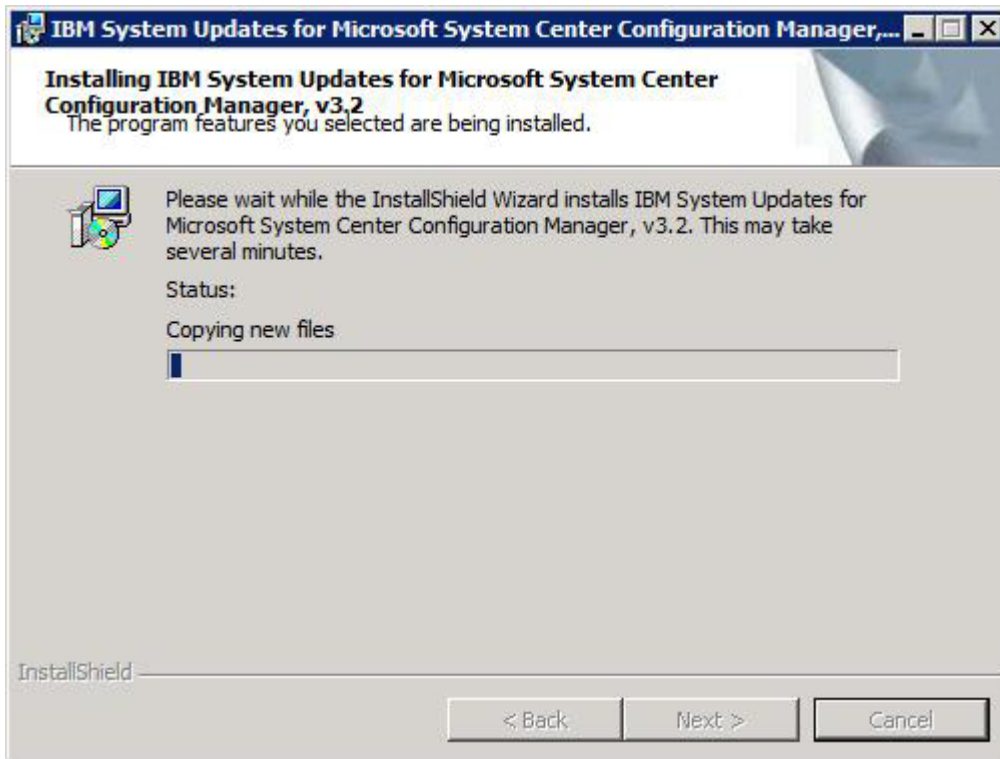 IBM System Updates for Microsoft System Center Configuration Manager,...
Installing IBM System Updates for Microsoft System Center
Configuration Manager, v3.2
The program features you selected are being installed.
Please wait while the InstallShield Wizard installs IBM System Updates for
Microsoft System Center Configuration Manager, v3.2. This may take
several minutes.
Status:
Copying new files
InstallShield
< Back
Next >
Cancel